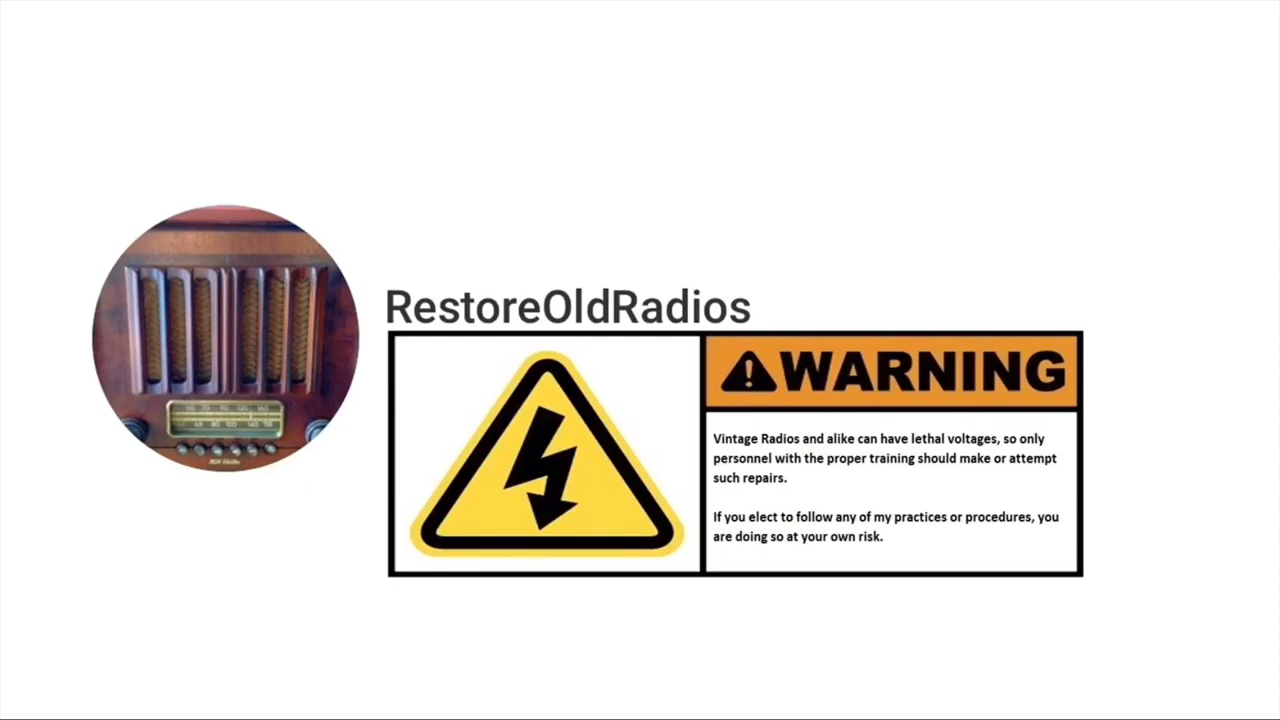 RestoreOldRadios
WARNING
Vintage Radios and alike can have lethal voltages, so only
personnel with the proper training should make or attempt
such repairs.
If you elect to follow any of my practices or procedures, you
are doing so at your own risk.